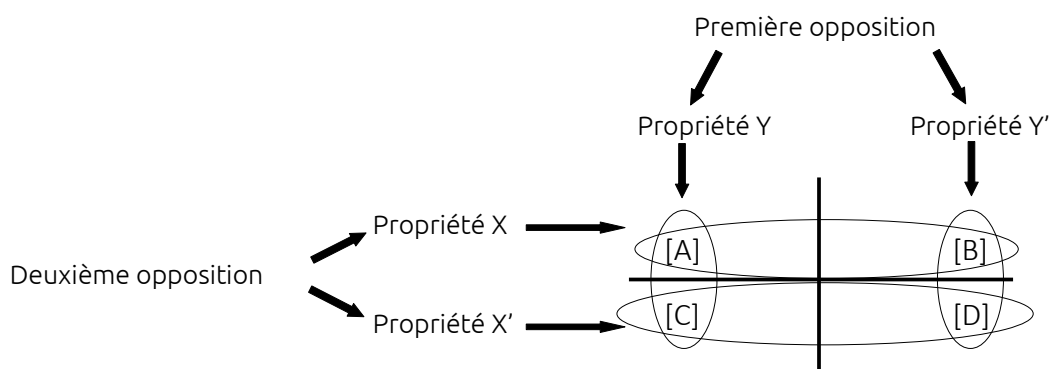 Première opposition
Propriété Y
Propriété Y’
Propriété X
[A]
[B]
Deuxième opposition
Propriété X’
[C]
[D]